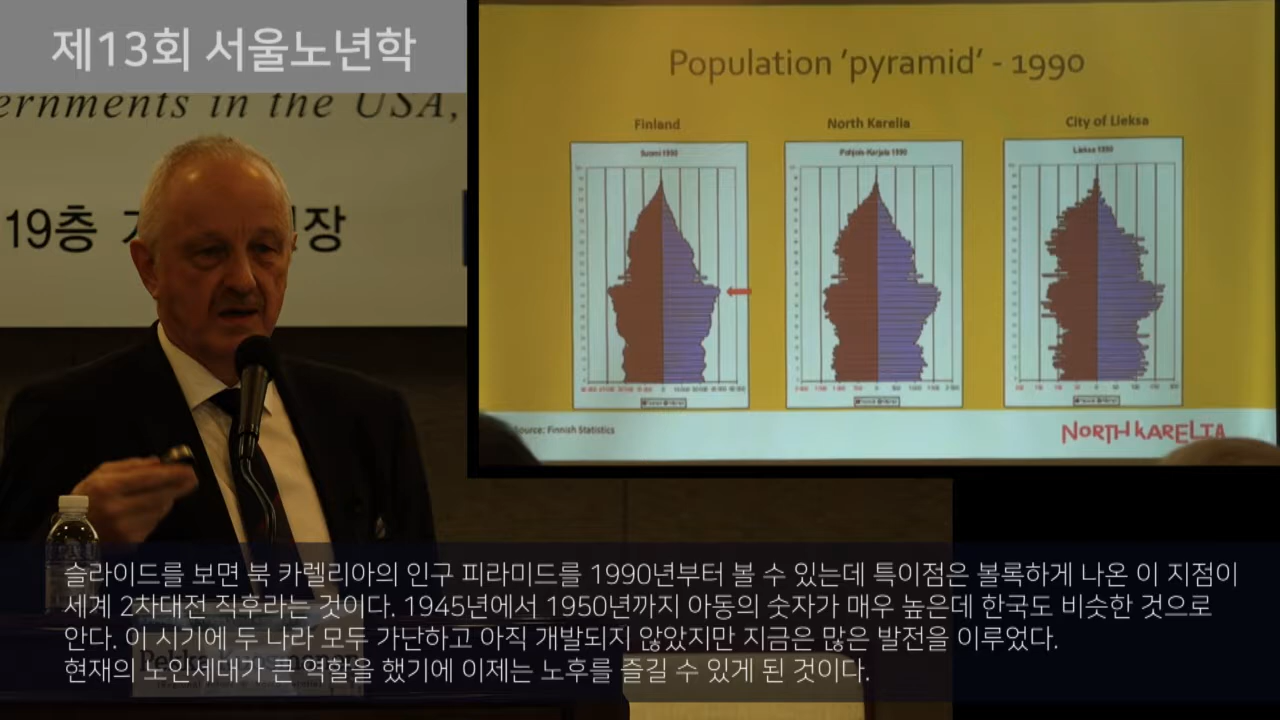 제13회 서울노년학
ernments in the USA,
19층
장
Population 'pyramid' - 1990
Finland
North Karelia
City of Lieksa
Suomi 1990
Pohjois-Karjala 1990
Lieksa 1990
Source: Finnish Statistics
NORTH KARELIA
슬라이드를 보면 북 카렐리아의 인구 피라미드를 1990년부터 볼 수 있는데 특이점은 볼록하게 나온 이 지점이
세계 2차대전 직후라는 것이다. 1945년에서 1950년까지 아동의 숫자가 매우 높은데 한국도 비슷한 것으로
안다. 이 시기에 두 나라 모두 가난하고 아직 개발되지 않았지만 지금은 많은 발전을 이루었다.
현재의 노인세대가 큰 역할을 했기에 이제는 노후를 즐길 수 있게 된 것이다.